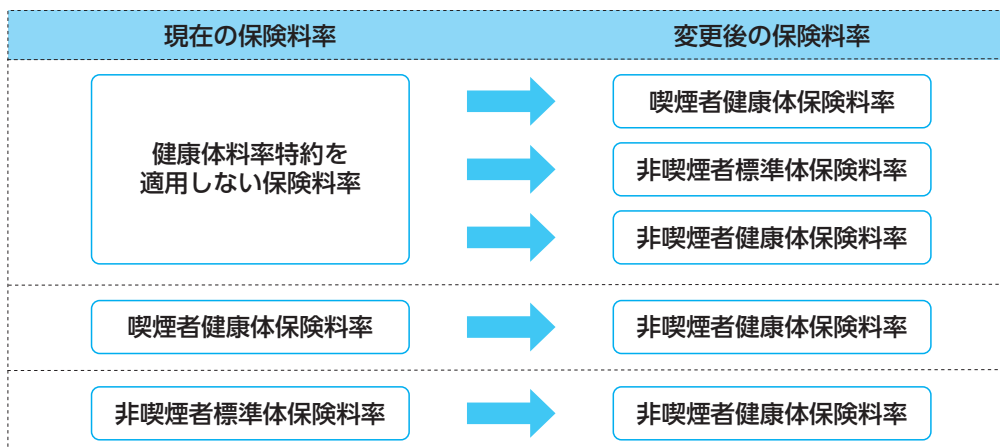 現在の保険料率
変更後の保険料率
健康体料率特約を
適用しない保険料率
喫煙者健康体保険料率
非喫煙者標準体保険料率
非喫煙者健康体保険料率
喫煙者健康体保険料率
非喫煙者健康体保険料率
非喫煙者標準体保険料率
非喫煙者健康体保険料率